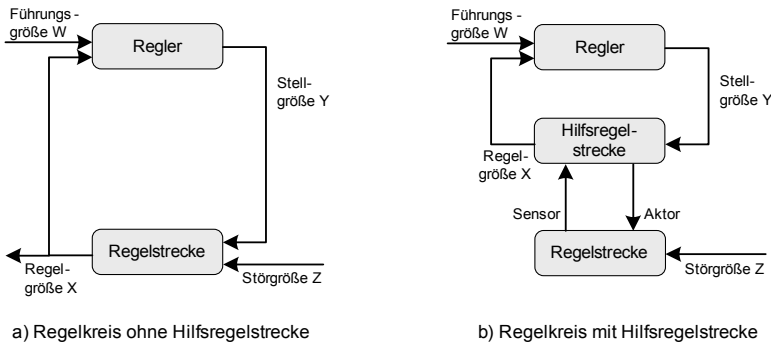 Führungs -
größe W
Regler
Stell-
größe Y
Regelstrecke
Regel-
größe X
Störgröße Z
a) Regelkreis ohne Hilfsregelstrecke
Führungs -
größe W
Regler
Stell-
größe Y
Hilfsregel-
strecke
Regel-
größe X
Sensor
Aktor
Regelstrecke
Störgröße Z
b) Regelkreis mit Hilfsregelstrecke